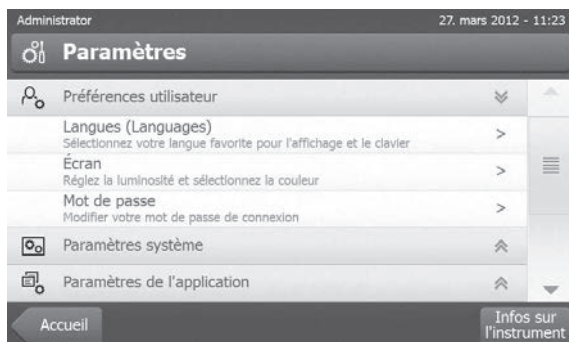 Administrator 27. mars 2012 - 11:23
Paramètres
Préférences utilisateur
Langues (Languages) >
Sélectionnez votre langue favorite pour l'affichage et le clavier
Écran >
Réglez la luminosité et sélectionnez la couleur
Mot de passe >
Modifier votre mot de passe de connexion
Paramètres système
Paramètres de l'application
Accueil
Infos sur
l'instrument